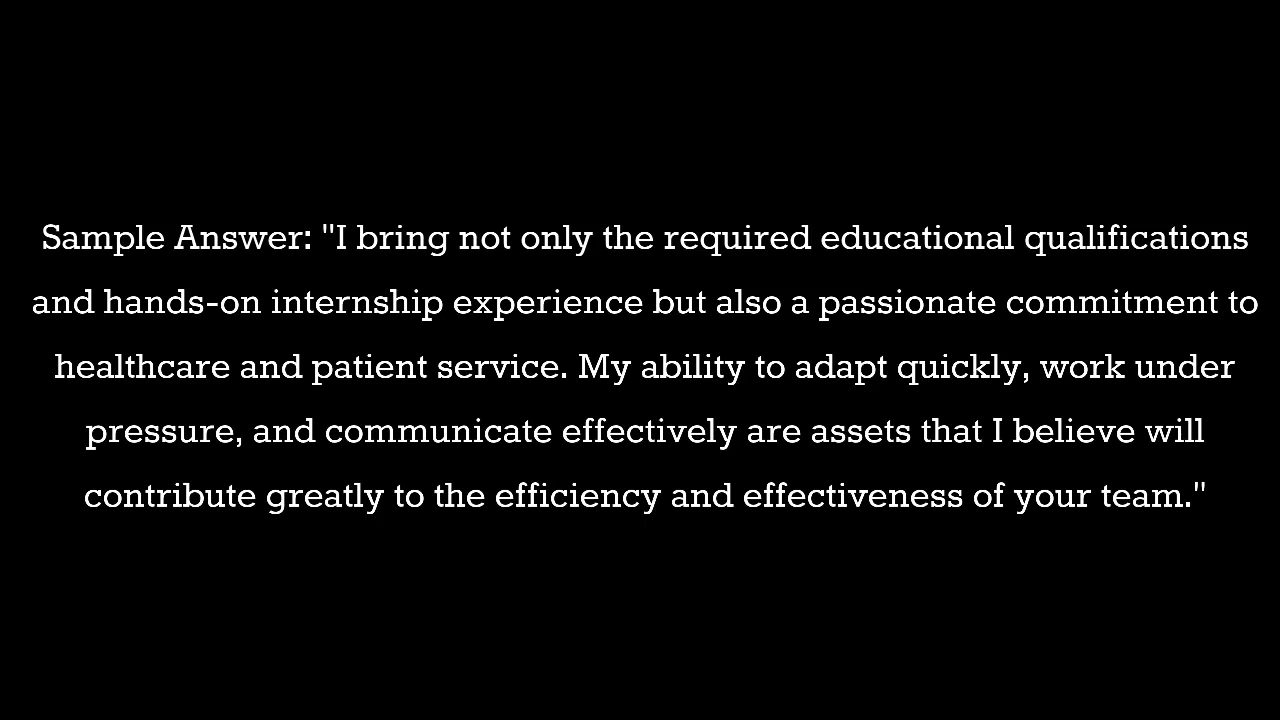 Sample Answer: "I bring not only the required educational qualifications
and hands-on internship experience but also a passionate commitment to
healthcare and patient service. My ability to adapt quickly, work under
pressure, and communicate effectively are assets that I believe will
contribute greatly to the efficiency and effectiveness of your team."